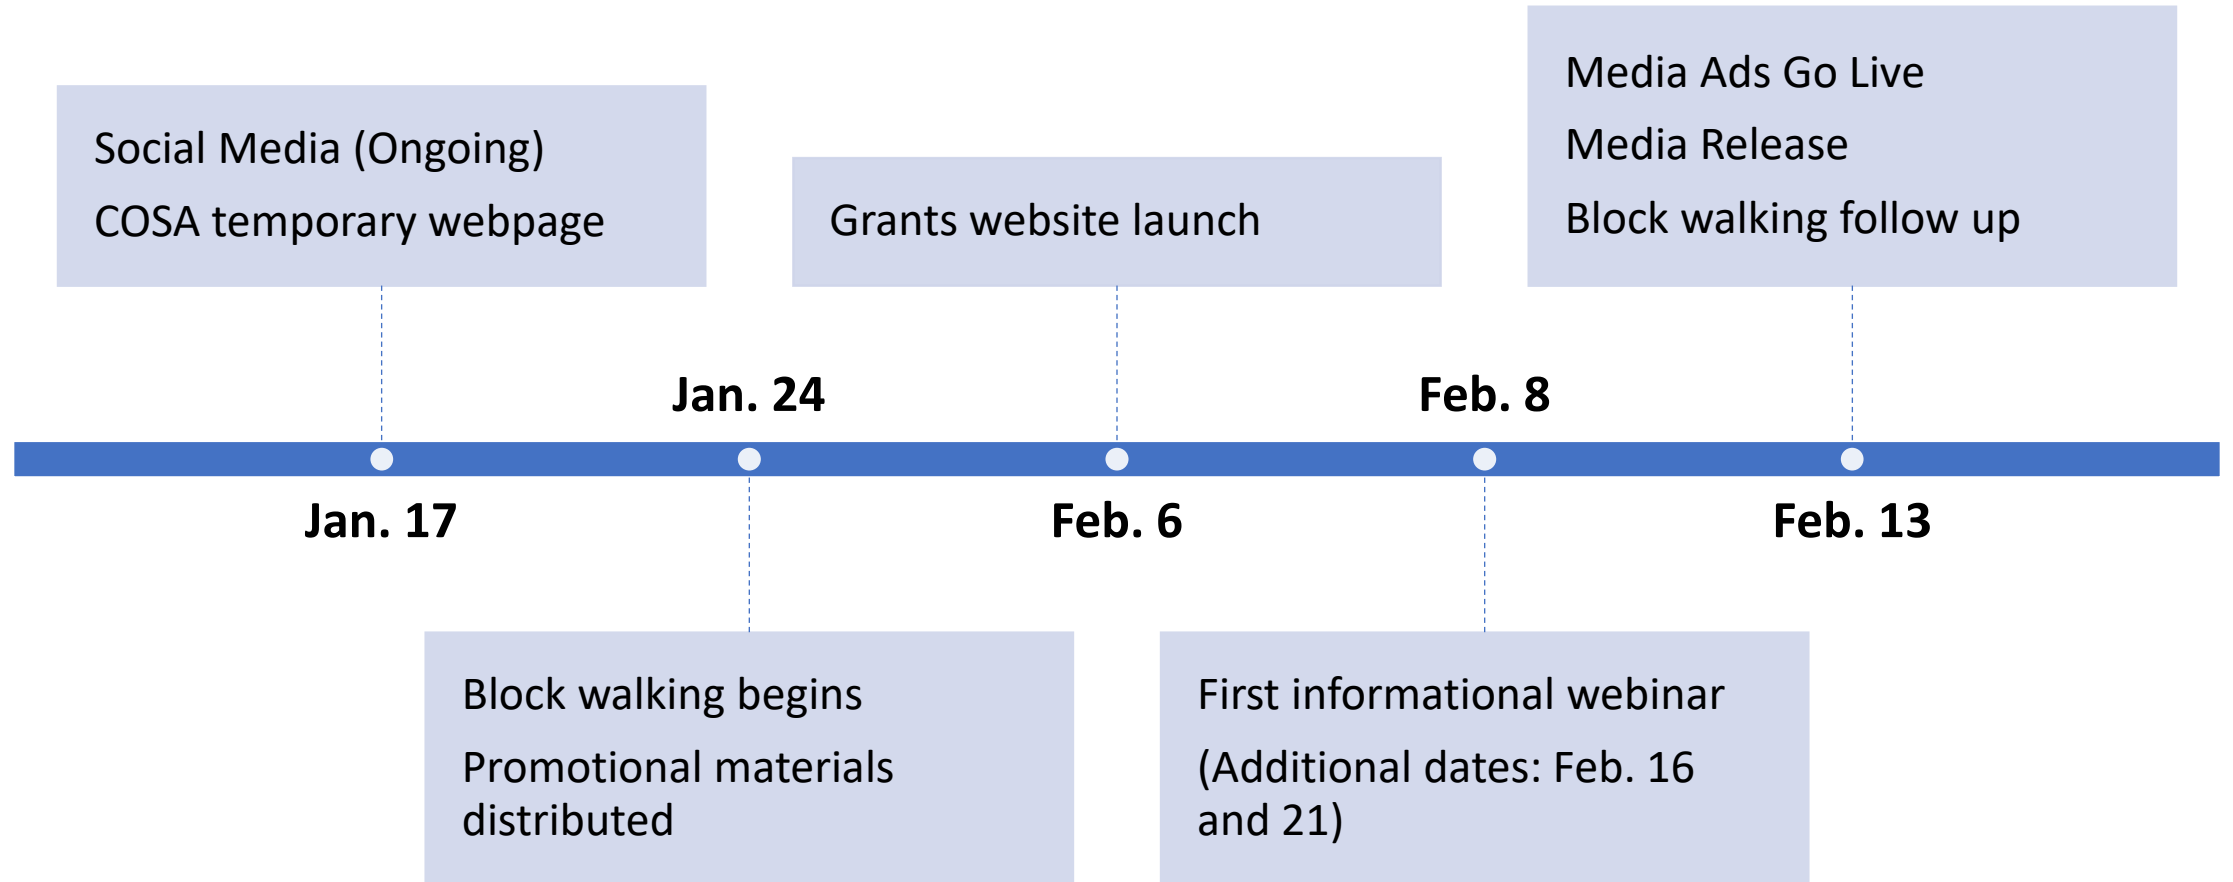 Social Media (Ongoing)
COSA temporary webpage
Jan. 17
Jan. 24
Block walking begins
Promotional materials
distributed
Grants website launch
Feb. 6
Feb. 8
First informational webinar
(Additional dates: Feb. 16
and 21)
Media Ads Go Live
Media Release
Block walking follow up
Feb. 13